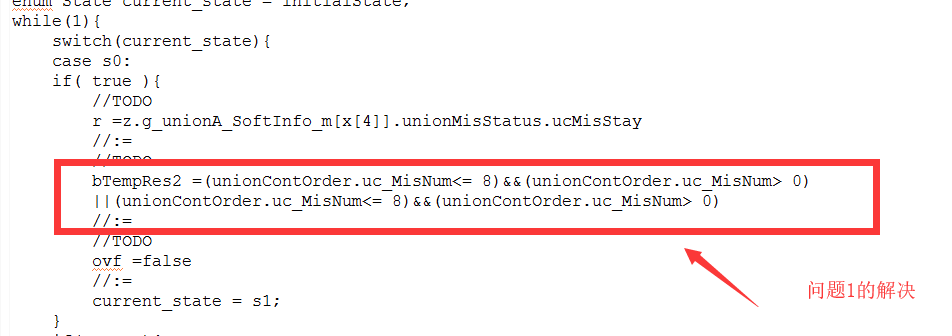 enum State current_state = initialState;
while(1){
switch(current_state){
case s0:
if( true ){
//TODO
r =z.g_unionA_SoftInfo_m[x[4]].unionMisStatus.ucMisStay
//:=
//TODO
bTempRes2 =(unionContOrder.uc_MisNum<= 8)&&(unionContOrder.uc_MisNum> 0)
||(unionContOrder.uc_MisNum<= 8)&&(unionContOrder.uc_MisNum> 0)
//:=
//TODO
ovf =false
//:=
current_state = s1;
}
问题1的解决